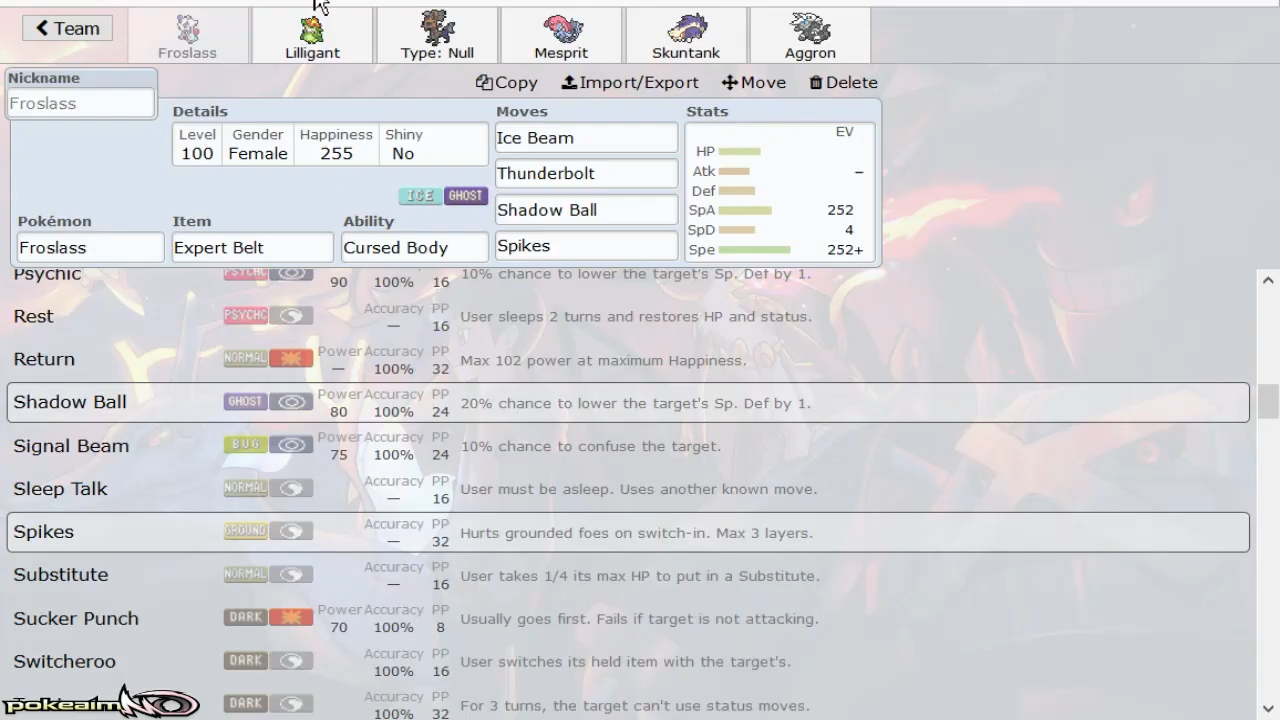 Team
Froslass
Lilligant
Type: Null
Mesprit
Skuntank
Aggron
Nickname
Froslass
Copy
Import/Export
Move
Delete
Details
Level
100
Gender
Female
Happiness
255
Shiny
No
ICE GHOST
Pokémon
Froslass
Item
Expert Belt
Ability
Cursed Body
Moves
Ice Beam
Thunderbolt
Shadow Ball
Spikes
Stats
EV
HP
Atk –
Def
SpA 252
SpD 4
Spe 252+
Psychic PSYCHC 90 100% 16 10% chance to lower the target's Sp. Def by 1.
Rest PSYCHC Accuracy — PP 16 User sleeps 2 turns and restores HP and status.
Return NORMAL Power — Accuracy 100% PP 32 Max 102 power at maximum Happiness.
Shadow Ball GHOST Power 80 Accuracy 100% PP 24 20% chance to lower the target's Sp. Def by 1.
Signal Beam BUG Power 75 Accuracy 100% PP 24 10% chance to confuse the target.
Sleep Talk NORMAL Accuracy — PP 16 User must be asleep. Uses another known move.
Spikes GROUND Accuracy — PP 32 Hurts grounded foes on switch-in. Max 3 layers.
Substitute NORMAL Accuracy — PP 16 User takes 1/4 its max HP to put in a Substitute.
Sucker Punch DARK Power 70 Accuracy 100% PP 8 Usually goes first. Fails if target is not attacking.
Switcheroo DARK Accuracy 100% PP 16 User switches its held item with the target's.
DARK Accuracy 100% PP 32 For 3 turns, the target can't use status moves.
pokeaim